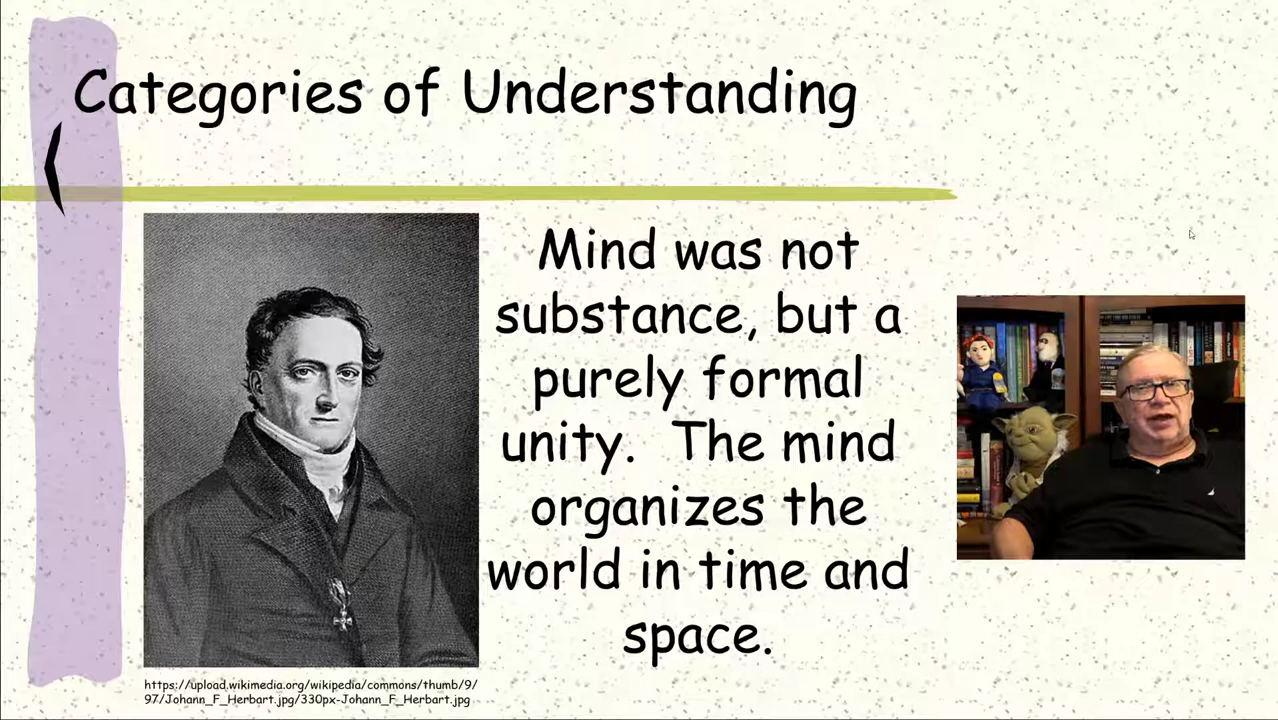 Categories of Understanding
Mind was not
substance, but a
purely formal
unity. The mind
organizes the
world in time and
space.
https://upload.wikimedia.org/wikipedia/commons/thumb/9/
97/Johann_F_Herbart.jpg/330px-Johann_F_Herbart.jpg